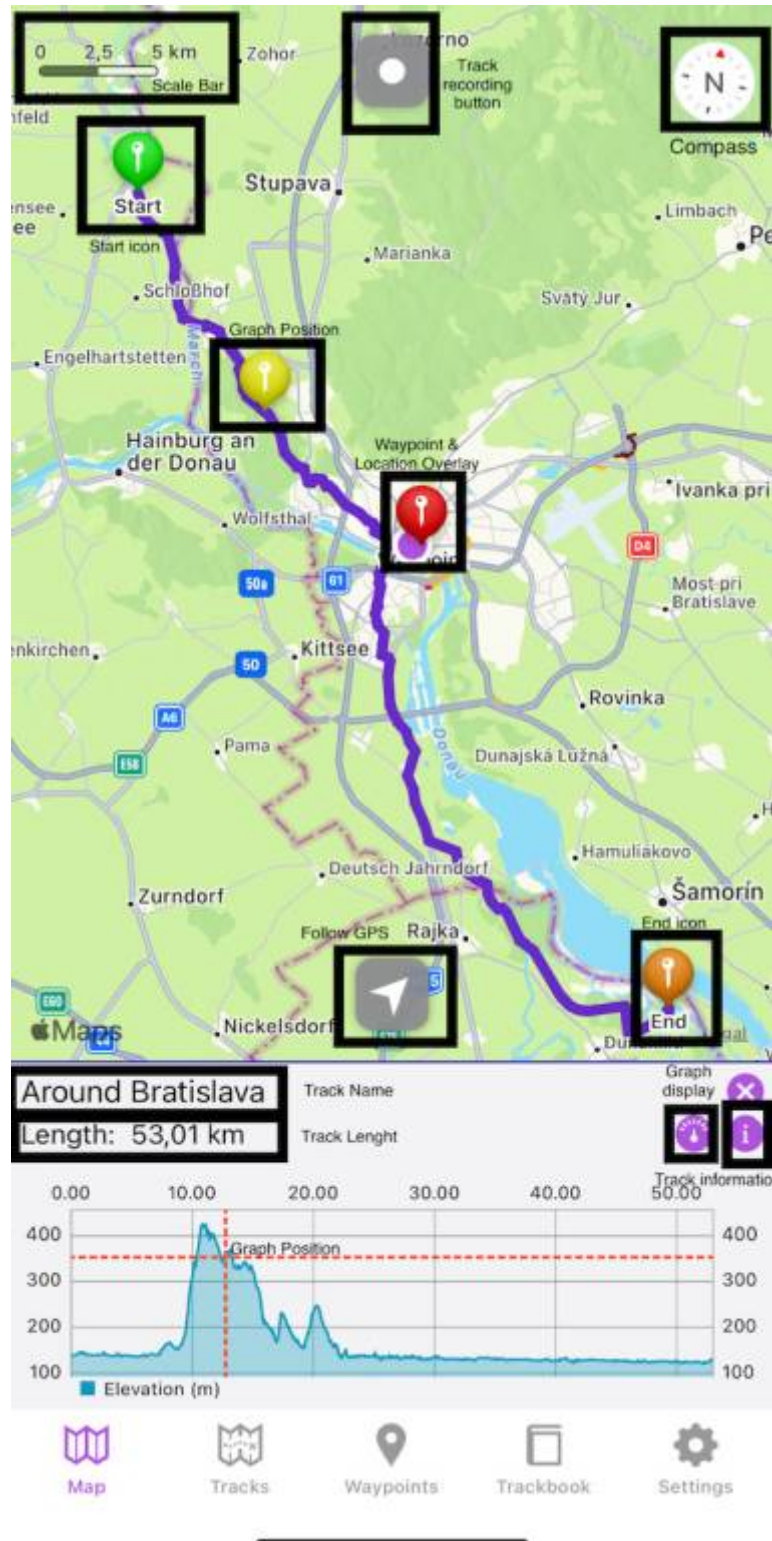 0 2,5 5 km
Scale Bar
Zohor
Track
recording
button
N
Compass
Start
Start icon
Stupava
Limbach
Marianka
Schloßhof
Svätý Jur
Graph Position
Engelhartstetten
March
Hainburg an
der Donau
Waypoint &
Location Overlay
Ivanka pri
Wolfsthal
D4
50a
61
Most pri
Bratislave
Kittsee
50
Rovinka
A6
Pama
Donau
Dunajská Lužná
E58
Hamuliakovo
Deutsch Jahrndorf
Zurndorf
Šamorín
End icon
Follow GPS
Rajka
E60
Maps
Nickelsdorf
End
Around Bratislava
Track Name
Graph
display
Length: 53,01 km
Track Lenght
i
Track informatio
0.00 10.00 20.00 30.00 40.00 50.00
400 400
Graph Position
300 300
200 200
100 100
Elevation (m)
Map Tracks Waypoints Trackbook Settings